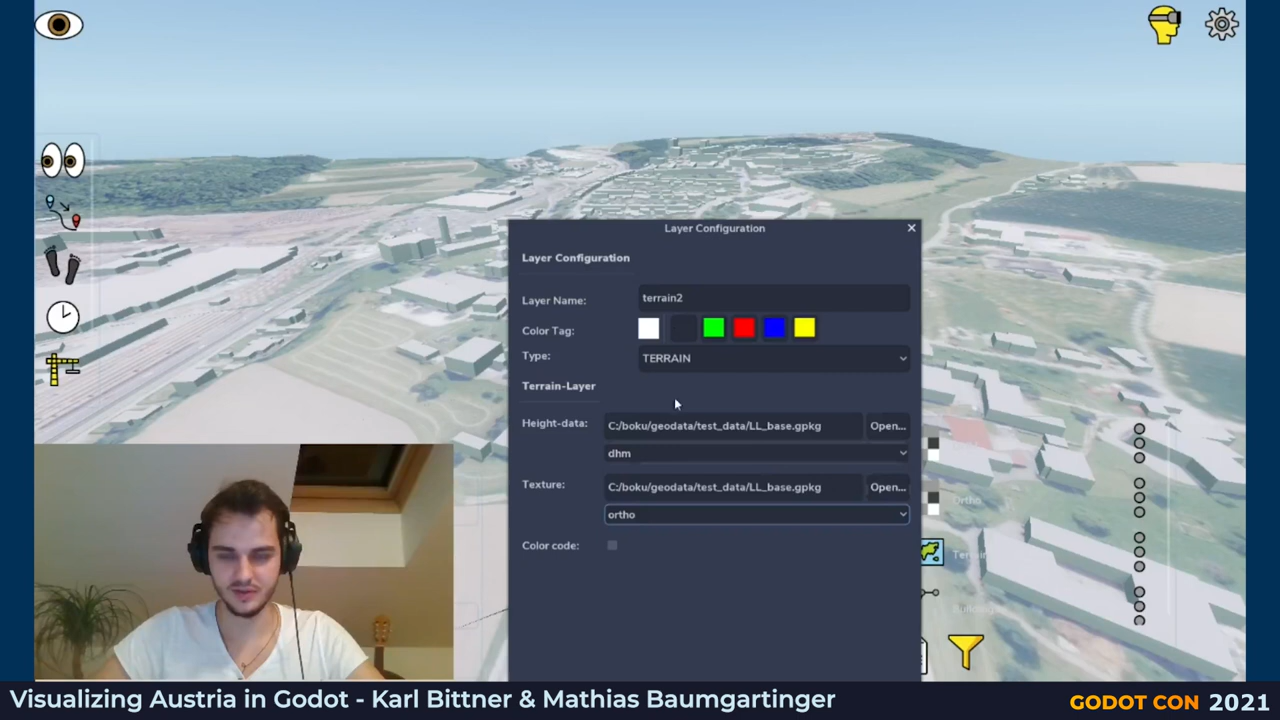 Layer Configuration
Layer Configuration
Layer Name: terrain2
Color Tag:
Type: TERRAIN
Terrain-Layer
Height-data: C:/boku/geodata/test_data/LL_base.gpkg Open...
dhm
Texture: C:/boku/geodata/test_data/LL_base.gpkg Open...
Ortho
ortho
Color code:
Visualizing Austria in Godot - Karl Bittner & Mathias Baumgartinger
GODOT CON 2021